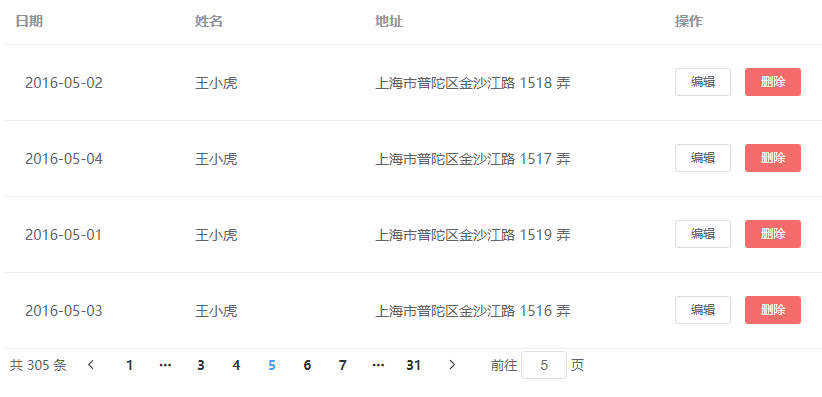 日期 姓名 地址 操作
2016-05-02 王小虎 上海市普陀区金沙江路 1518 弄 编辑 删除
2016-05-04 王小虎 上海市普陀区金沙江路 1517 弄 编辑 删除
2016-05-01 王小虎 上海市普陀区金沙江路 1519 弄 编辑 删除
2016-05-03 王小虎 上海市普陀区金沙江路 1516 弄 编辑 删除
共 305 条 < 1 ••• 3 4 5 6 7 ••• 31 > 前往 5 页